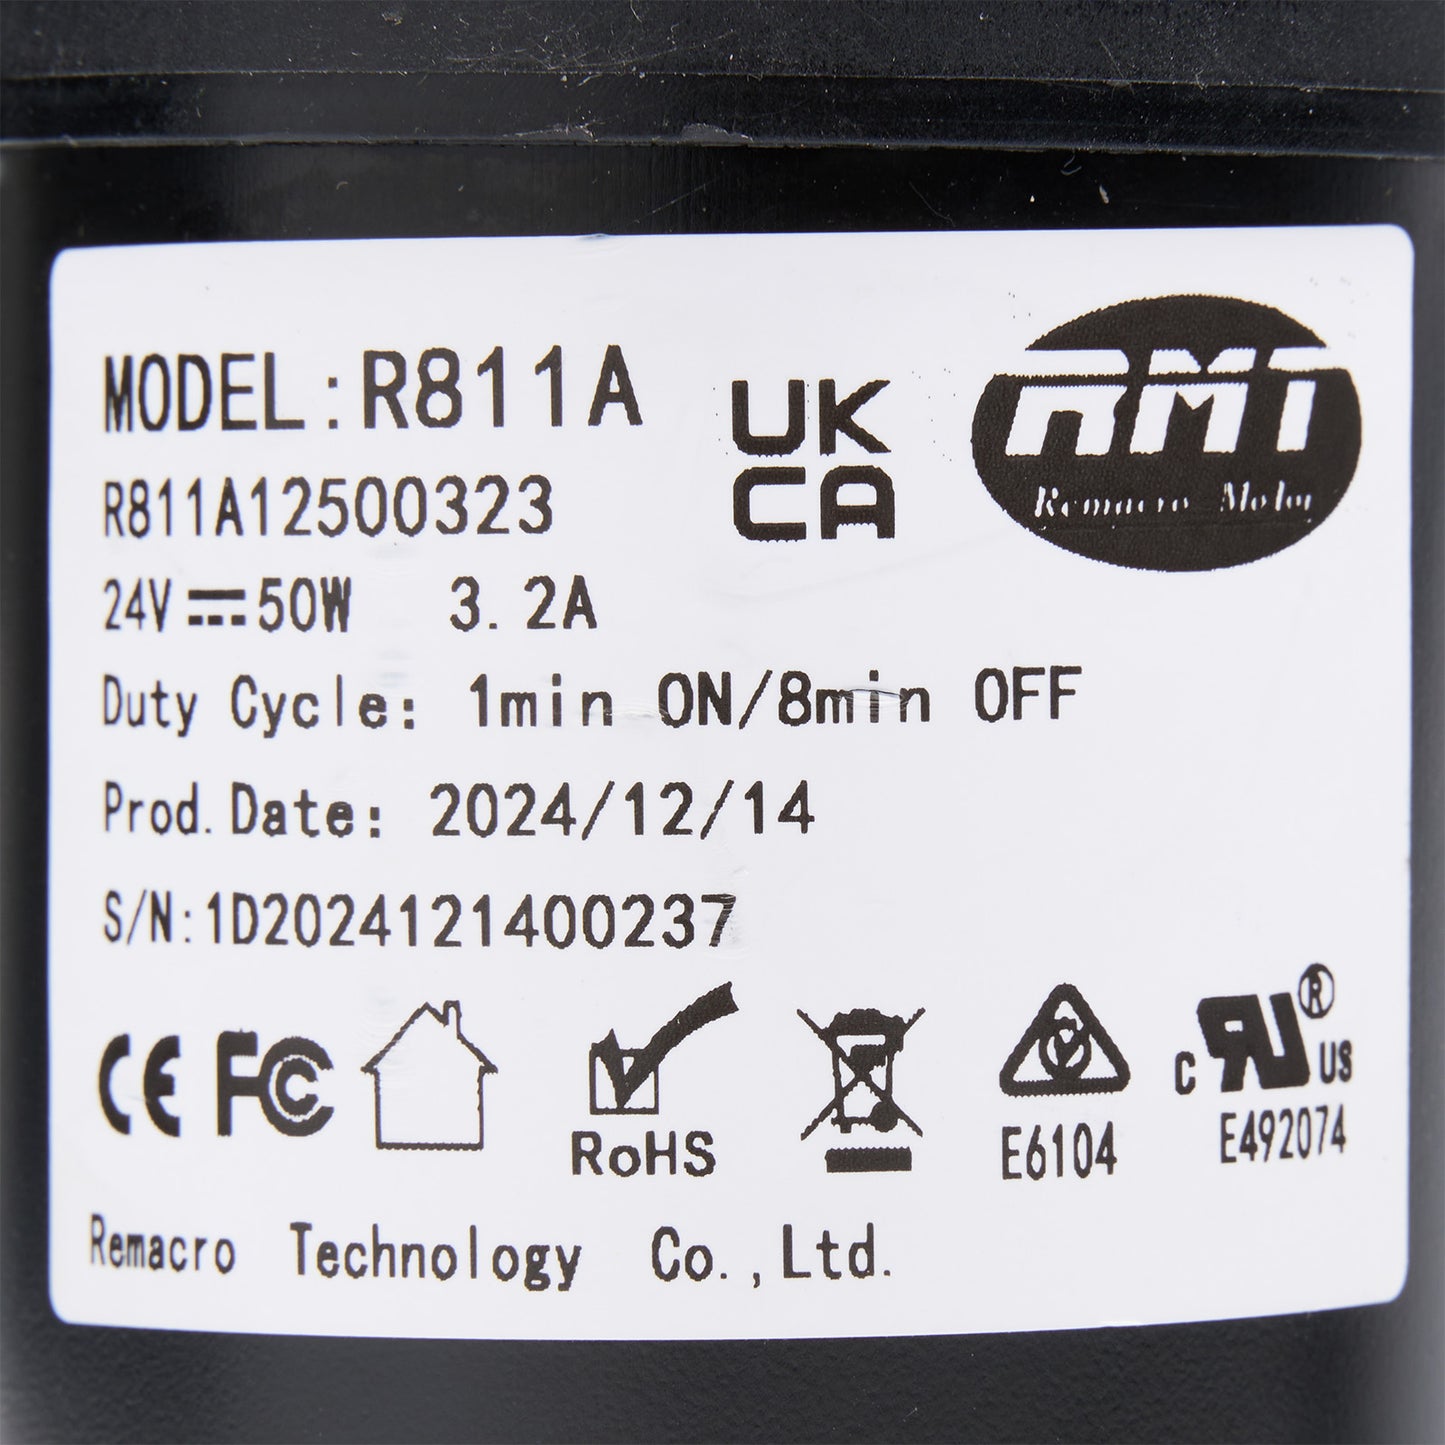 MODEL:R811A
R811A12500323
24V⎓50W 3.2A
Duty Cycle: 1min ON/8min OFF
Prod.Date: 2024/12/14
S/N:1D2024121400237
UK
CA
RMT
Remacro Motor
CE FC
RoHS
E6104
c RU® US
E492074
Remacro Technology Co.,Ltd.